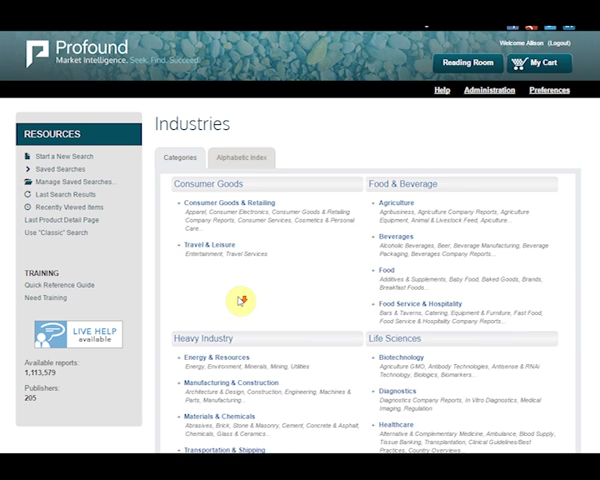 Profound
Market Intelligence. Seek. Find. Succeed.
Welcome Allison (Logout)
Reading Room
My Cart
Help Administration Preferences
RESOURCES
Start a New Search
Saved Searches
Manage Saved Searches...
Last Search Results
Recently Viewed Items
Last Product Detail Page
Use "Classic" Search
TRAINING
Quick Reference Guide
Need Training
LIVE HELP
available
Available reports:
1,113,579
Publishers:
205
Industries
Categories
Alphabetic Index
Consumer Goods
Consumer Goods & Retailing
Apparel, Consumer Electronics, Consumer Goods & Retailing
Company Reports, Consumer Services, Cosmetics & Personal
Care...
Travel & Leisure
Entertainment, Travel Services
Food & Beverage
Agriculture
Agribusiness, Agriculture Company Reports, Agriculture
Equipment, Animal & Livestock Feed, Apiculture...
Beverages
Alcoholic Beverages, Beer, Beverage Manufacturing, Beverage
Packaging, Beverages Company Reports...
Food
Additives & Supplements, Baby Food, Baked Goods, Brands,
Breakfast Foods...
Food Service & Hospitality
Bars & Taverns, Catering, Equipment & Furniture, Fast Food,
Food Service & Hospitality Company Reports...
Heavy Industry
Energy & Resources
Energy, Environment, Minerals, Mining, Utilities
Manufacturing & Construction
Architecture & Design, Construction, Engineering, Machines &
Parts, Manufacturing...
Materials & Chemicals
Abrasives, Brick, Stone & Masonry, Cement, Concrete & Asphalt,
Chemicals, Glass & Ceramics...
Transportation & Shipping
Life Sciences
Biotechnology
Agriculture GMO, Antibody Technologies, Antisense & RNAi
Technology, Biologics, Biomarkers...
Diagnostics
Diagnostics Company Reports, In Vitro Diagnostics, Medical
Imaging, Regulation
Healthcare
Alternative & Complementary Medicine, Ambulance, Blood Supply,
Tissue Banking, Transplantation, Clinical Guidelines/Best
Practices, Country Overviews...